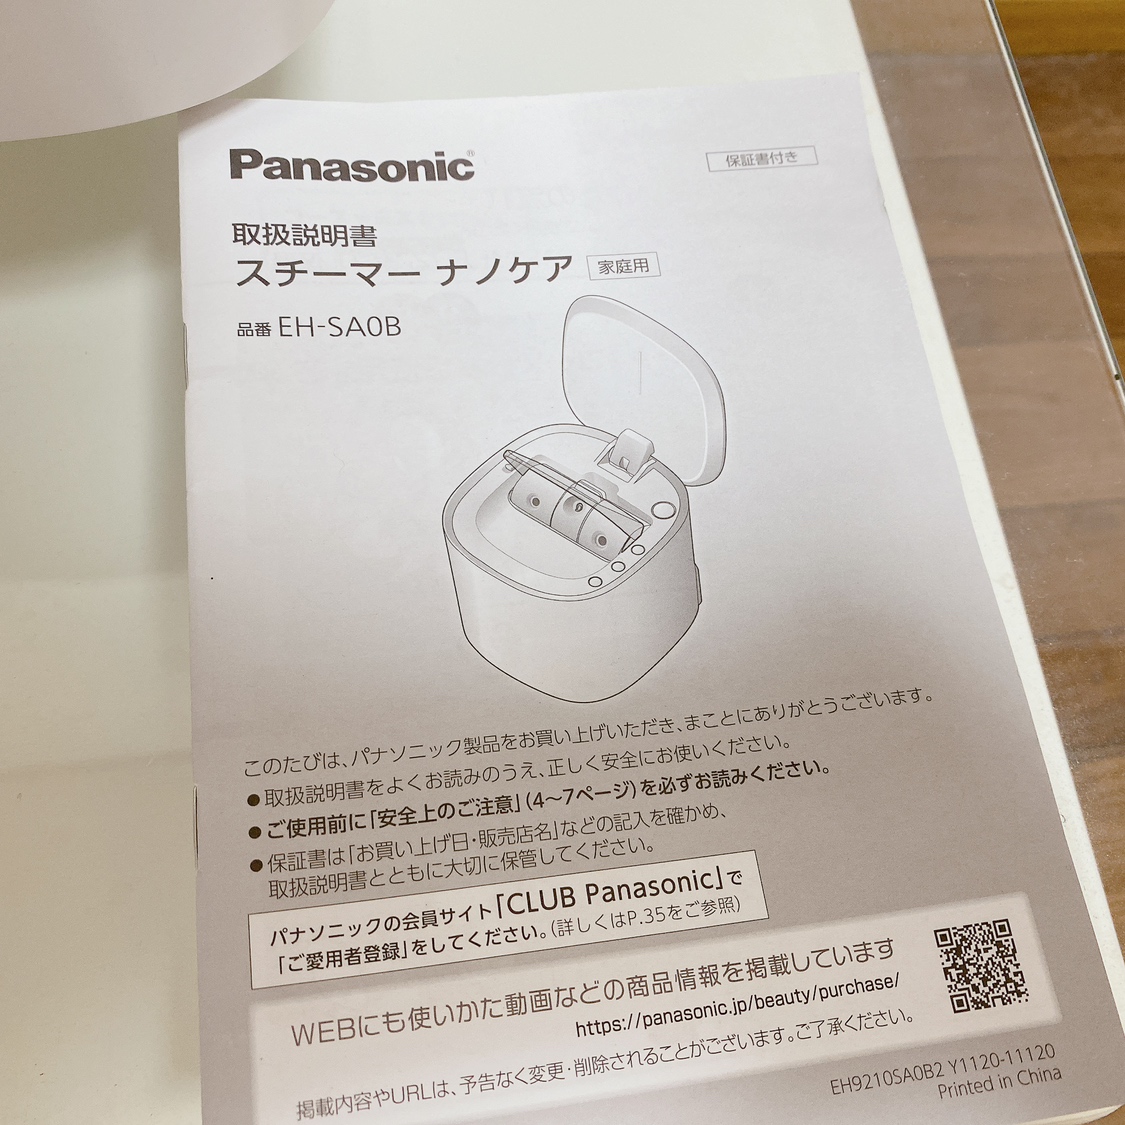 Panasonic®
保証書付き
取扱説明書
スチーマー ナノケア 家庭用
品番 EH-SA0B
このたびは、パナソニック製品をお買い上げいただき、まことにありがとうございます。
●取扱説明書をよくお読みのうえ、正しく安全にお使いください。
●ご使用前に「安全上のご注意」(4～7ページ)を必ずお読みください。
●保証書は「お買い上げ日・販売店名」などの記入を確かめ、
取扱説明書とともに大切に保管してください。
パナソニックの会員サイト「CLUB Panasonic」で
「ご愛用者登録」をしてください。(詳しくはP.35をご参照)
WEBにも使いかた動画などの商品情報を掲載しています
https://panasonic.jp/beauty/purchase/
掲載内容やURLは、予告なく変更・削除されることがございます。ご了承ください。
EH9210SA0B2 Y1120-11120
Printed in China